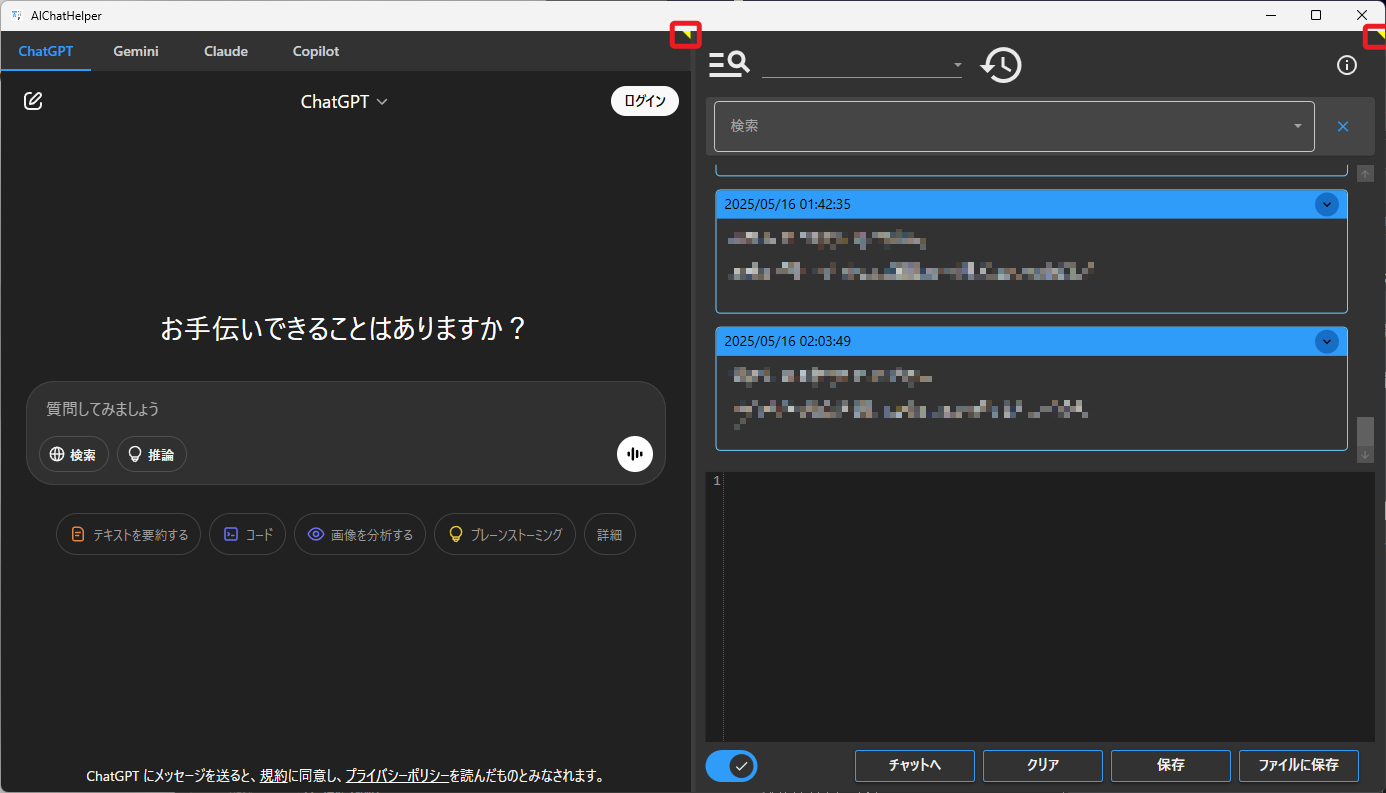 AIChatHelper
ChatGPT Gemini Claude Copilot
ChatGPT
ログイン
お手伝いできることはありますか？
質問してみましょう
検索 推論
テキストを要約する コード 画像を分析する ブレーンストーミング 詳細
ChatGPT にメッセージを送ると、規約に同意し、プライバシーポリシーを読んだものとみなされます。
検索
2025/05/16 01:42:35
2025/05/16 02:03:49
1
チャットへ クリア 保存 ファイルに保存